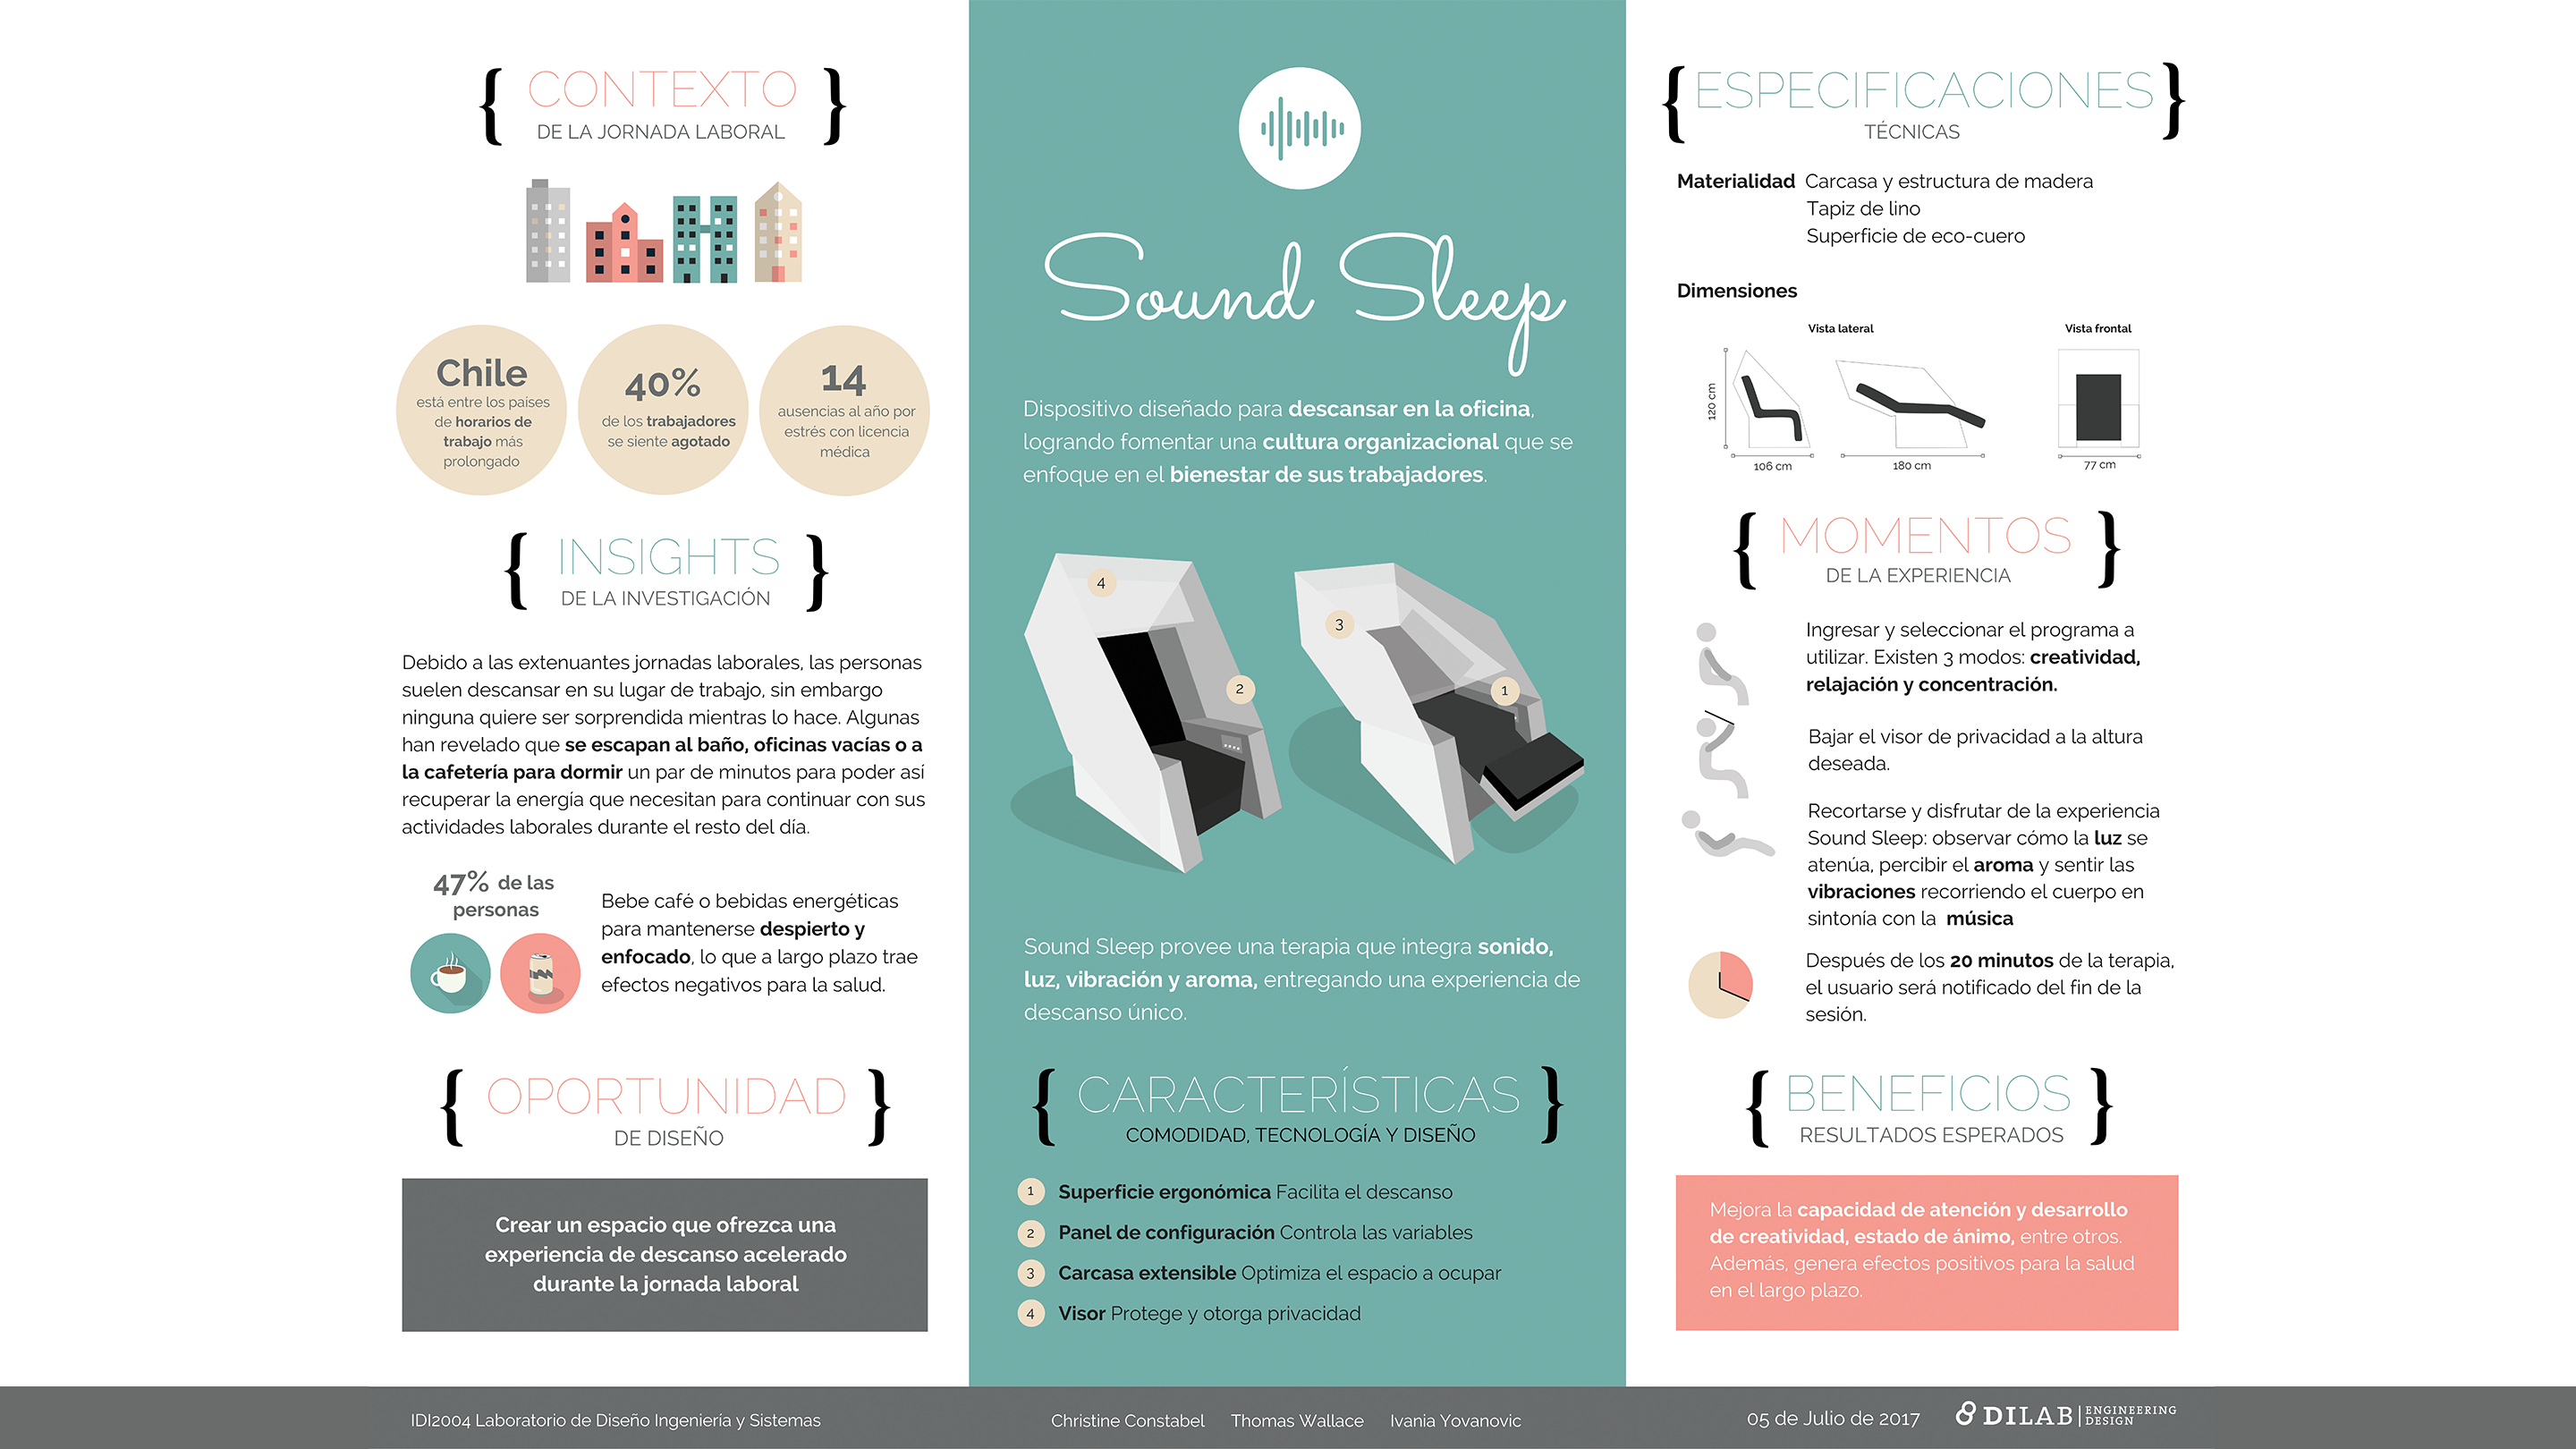 CONTEXTO
DE LA JORNADA LABORAL
Chile
está entre los países
de horarios de
trabajo más
prolongado
40%
de los trabajadores
se siente agotado
14
ausencias al año por
estrés con licencia
médica
INSIGHTS
DE LA INVESTIGACIÓN
Debido a las extenuantes jornadas laborales, las personas
suelen descansar en su lugar de trabajo, sin embargo
ninguna quiere ser sorprendida mientras lo hace. Algunas
han revelado que se escapan al baño, oficinas vacías o a
la cafetería para dormir un par de minutos para poder así
recuperar la energía que necesitan para continuar con sus
actividades laborales durante el resto del día.
47% de las
personas
Bebe café o bebidas energéticas
para mantenerse despierto y
enfocado, lo que a largo plazo trae
efectos negativos para la salud.
OPORTUNIDAD
DE DISEÑO
Crear un espacio que ofrezca una
experiencia de descanso acelerado
durante la jornada laboral
Sound Sleep
Dispositivo diseñado para descansar en la oficina,
logrando fomentar una cultura organizacional que se
enfoque en el bienestar de sus trabajadores.
4
2
3
1
Sound Sleep provee una terapia que integra sonido,
luz, vibración y aroma, entregando una experiencia de
descanso único.
CARACTERÍSTICAS
COMODIDAD, TECNOLOGÍA Y DISEÑO
1 Superficie ergonómica Facilita el descanso
2 Panel de configuración Controla las variables
3 Carcasa extensible Optimiza el espacio a ocupar
4 Visor Protege y otorga privacidad
ESPECIFICACIONES
TÉCNICAS
Materialidad Carcasa y estructura de madera
Tapiz de lino
Superficie de eco-cuero
Dimensiones
Vista lateral
Vista frontal
120 cm
106 cm
180 cm
77 cm
MOMENTOS
DE LA EXPERIENCIA
Ingresar y seleccionar el programa a
utilizar. Existen 3 modos: creatividad,
relajación y concentración.
Bajar el visor de privacidad a la altura
deseada.
Recortarse y disfrutar de la experiencia
Sound Sleep: observar cómo la luz se
atenúa, percibir el aroma y sentir las
vibraciones recorriendo el cuerpo en
sintonía con la música
Después de los 20 minutos de la terapia,
el usuario será notificado del fin de la
sesión.
BENEFICIOS
RESULTADOS ESPERADOS
Mejora la capacidad de atención y desarrollo
de creatividad, estado de ánimo, entre otros.
Además, genera efectos positivos para la salud
en el largo plazo.
IDI2004 Laboratorio de Diseño Ingeniería y Sistemas
Christine Constabel Thomas Wallace Ivania Yovanovic
05 de Julio de 2017
DILAB ENGINEERING
DESIGN